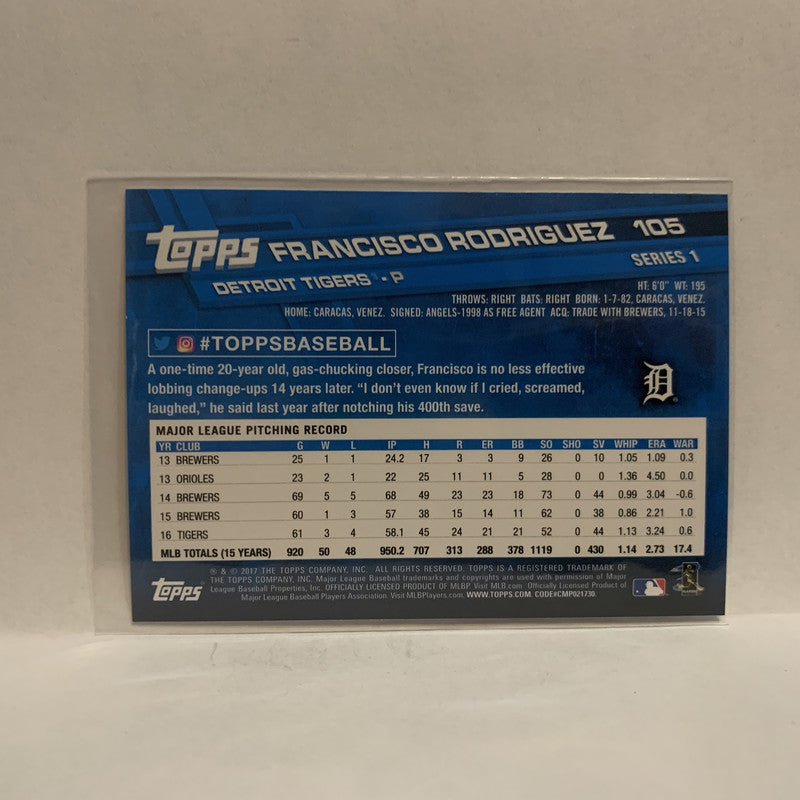 topps FRANCISCO RODRIGUEZ 105
DETROIT TIGERS® - P SERIES 1
HT: 6'0" WT: 195
THROWS: RIGHT BATS: RIGHT BORN: 1-7-82, CARACAS, VENEZ.
HOME: CARACAS, VENEZ. SIGNED: ANGELS-1998 AS FREE AGENT ACQ: TRADE WITH BREWERS, 11-18-15
#TOPPSBASEBALL
A one-time 20-year old, gas-chucking closer, Francisco is no less effective
lobbing change-ups 14 years later. "I don't even know if I cried, screamed,
laughed," he said last year after notching his 400th save.
MAJOR LEAGUE PITCHING RECORD
YR CLUB G W L IP H R ER BB SO SHO SV WHIP ERA WAR
13 BREWERS 25 1 1 24.2 17 3 3 9 26 0 10 1.05 1.09 0.3
13 ORIOLES 23 2 1 22 25 11 11 5 28 0 0 1.36 4.50 0.0
14 BREWERS 69 5 5 68 49 23 23 18 73 0 44 0.99 3.04 -0.6
15 BREWERS 60 1 3 57 38 15 14 11 62 0 38 0.86 2.21 1.0
16 TIGERS 61 3 4 58.1 45 24 21 21 52 0 44 1.13 3.24 0.6
MLB TOTALS (15 YEARS) 920 50 48 950.2 707 313 288 378 1119 0 430 1.14 2.73 17.4
® & © 2017 THE TOPPS COMPANY, INC. ALL RIGHTS RESERVED. TOPPS IS A REGISTERED TRADEMARK OF
THE TOPPS COMPANY, INC. Major League Baseball trademarks and copyrights are used with permission of Major
League Baseball Properties, Inc. OFFICIALLY LICENSED PRODUCT OF MLBP. Visit MLB.com. Officially Licensed Product of
Major League Baseball Players Association. Visit MLBPlayers.com. WWW.TOPPS.COM. CODE#CMP021730.
topps